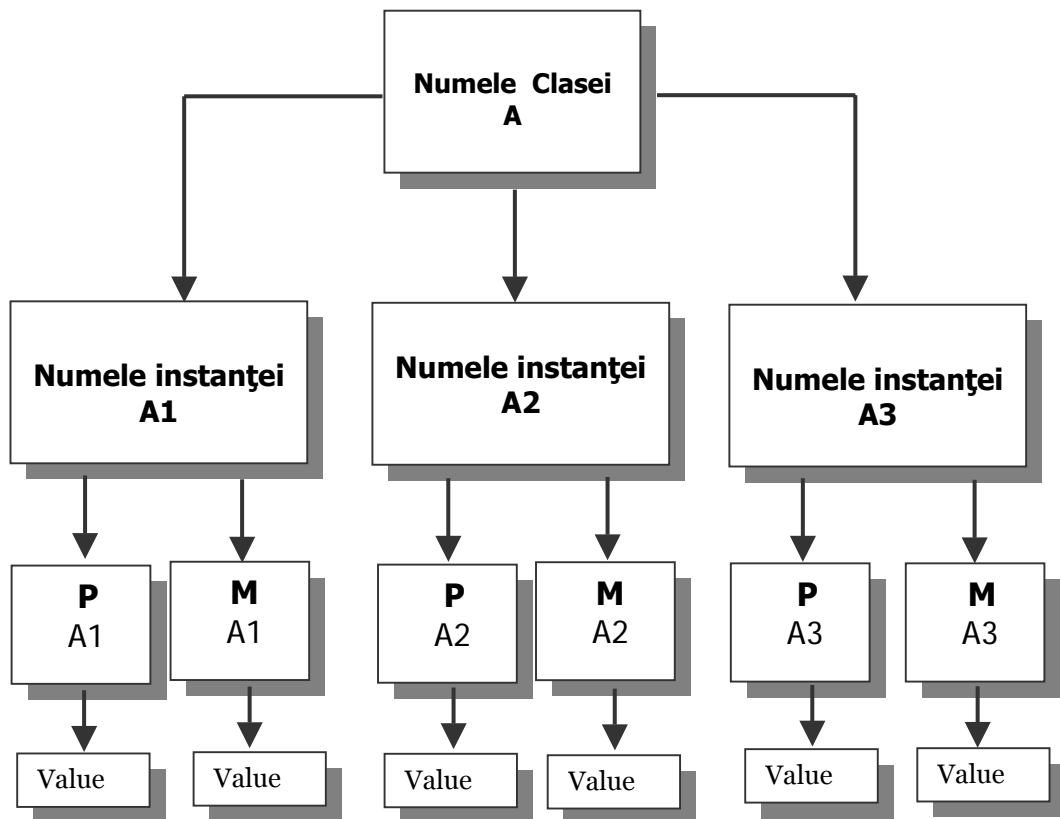 Numele Clasei
A
Numele instanţei
A1
Numele instanţei
A2
Numele instanţei
A3
P
A1
M
A1
P
A2
M
A2
P
A3
M
A3
Value
Value
Value
Value
Value
Value